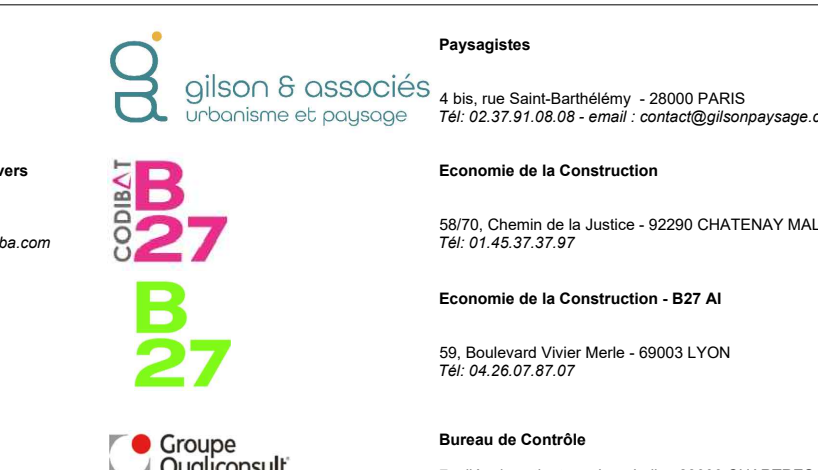 gilson & associés
urbanisme et paysage
Paysagistes
4 bis, rue Saint-Barthélémy - 28000 PARIS
Tél: 02.37.91.08.08 - email : contact@gilsonpaysage.c
vers
ba.com
CODIBAT
B
27
Economie de la Construction
58/70, Chemin de la Justice - 92290 CHATENAY MAL
Tél: 01.45.37.37.97
B
27
Economie de la Construction - B27 AI
59, Boulevard Vivier Merle - 69003 LYON
Tél: 04.26.07.87.07
Groupe
Qualiconsult
Bureau de Contrôle